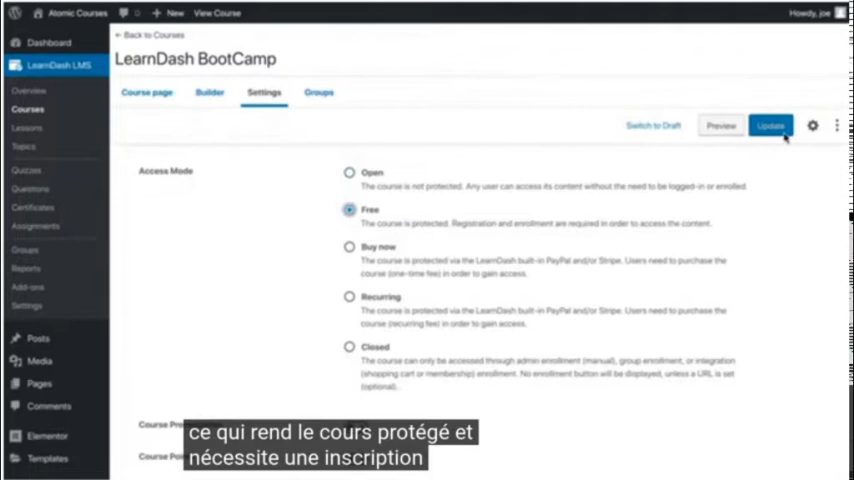 Atomic Courses 0 + New View Course
Howdy, joe
Dashboard
LearnDash LMS
Overview
Courses
Lessons
Topics
Quizzes
Questions
Certificates
Assignments
Groups
Reports
Add-ons
Settings
Posts
Media
Pages
Comments
Elementor
Templates
← Back to Courses
LearnDash BootCamp
Course page Builder Settings Groups
Switch to Draft Preview Update
Access Mode
Open
The course is not protected. Any user can access its content without the need to be logged-in or enrolled.
Free
The course is protected. Registration and enrollment are required in order to access the content.
Buy now
The course is protected via the LearnDash built-in PayPal and/or Stripe. Users need to purchase the
course (one-time fee) in order to gain access.
Recurring
The course is protected via the LearnDash built-in PayPal and/or Stripe. Users need to purchase the
course (recurring fee) in order to gain access.
Closed
The course can only be accessed through admin enrollment (manual), group enrollment, or integration
(shopping cart or membership) enrollment. No enrollment button will be displayed, unless a URL is set
(optional).
Course
Course
ce qui rend le cours protégé et
nécessite une inscription